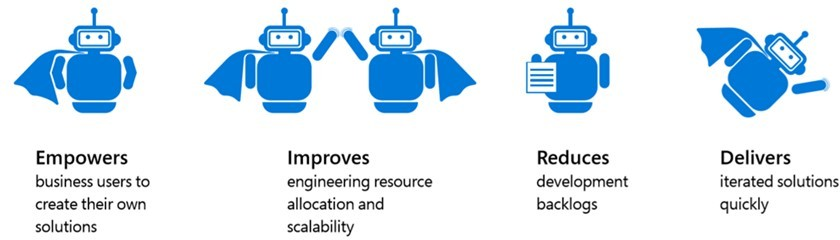 Empowers
business users to
create their own
solutions
Improves
engineering resource
allocation and
scalability
Reduces
development
backlogs
Delivers
iterated solutions
quickly